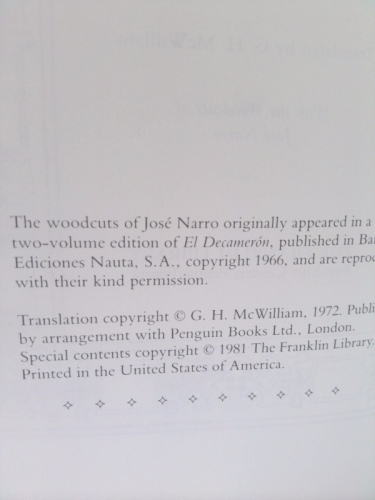 The woodcuts of José Narro originally appeared in a
two-volume edition of El Decamerón, published in Ba
Ediciones Nauta, S.A., copyright 1966, and are repro
with their kind permission.
Translation copyright © G. H. McWilliam, 1972. Publi
by arrangement with Penguin Books Ltd., London.
Special contents copyright © 1981 The Franklin Library.
Printed in the United States of America.